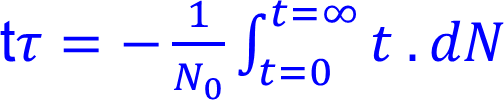 tτ = − 1/N₀ ∫_{t=0}^{t=∞} t . dN